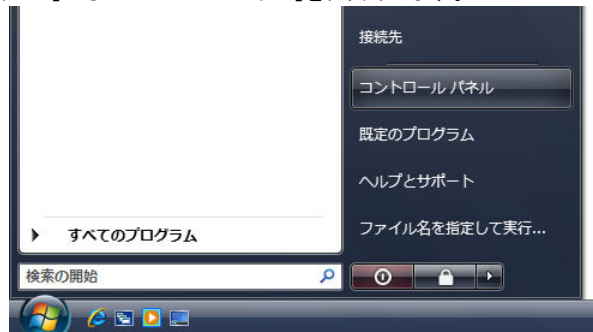 接続先
コントロール パネル
既定のプログラム
ヘルプとサポート
ファイル名を指定して実行...
すべてのプログラム
検索の開始